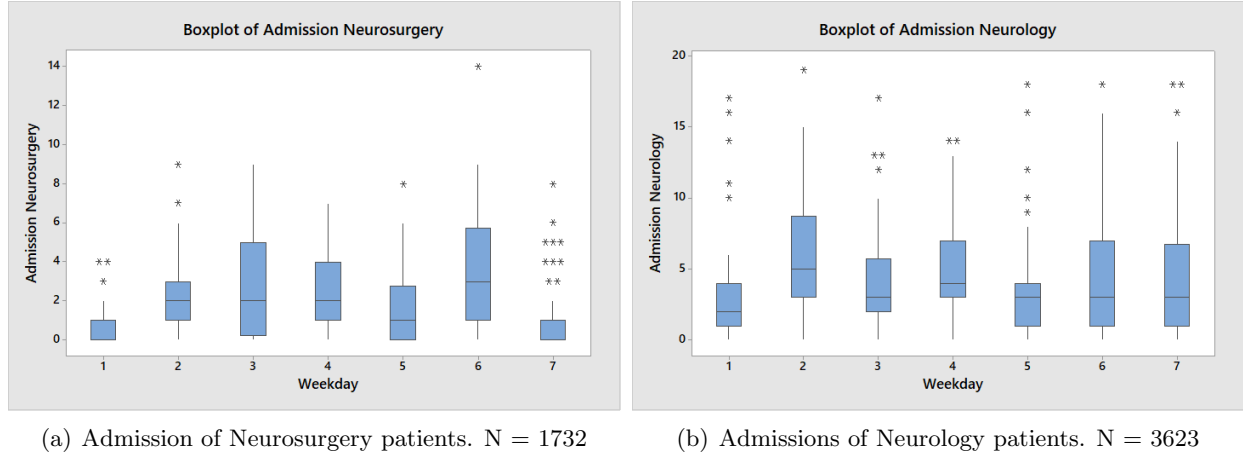 Boxplot of Admission Neurosurgery
14
12
10
8
6
4
2
0
Admission Neurosurgery
1 2 3 4 5 6 7
Weekday
(a) Admission of Neurosurgery patients. N = 1732
Boxplot of Admission Neurology
20
15
10
5
0
Admission Neurology
1 2 3 4 5 6 7
Weekday
(b) Admissions of Neurology patients. N = 3623